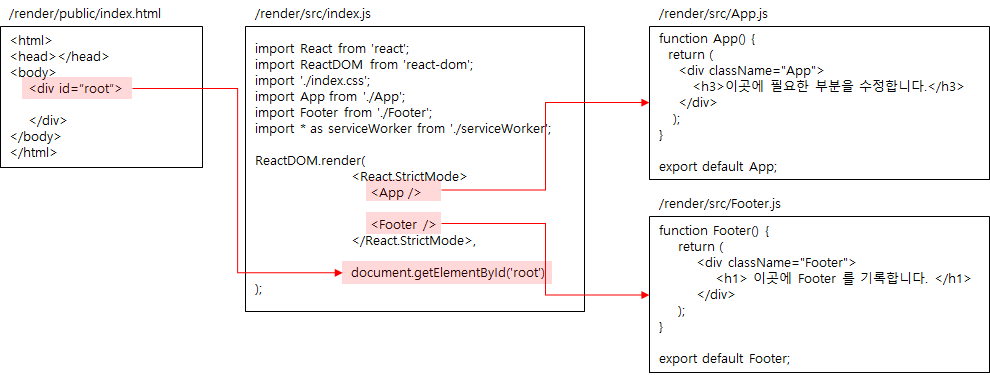 /render/public/index.html
<html>
<head></head>
<body>
<div id="root">
</div>
</body>
</html>
/render/src/index.js
import React from 'react';
import ReactDOM from 'react-dom';
import './index.css';
import App from './App';
import Footer from './Footer';
import * as serviceWorker from './serviceWorker';
ReactDOM.render(
<React.StrictMode>
<App />
<Footer />
</React.StrictMode>,
document.getElementById('root')
);
/render/src/App.js
function App() {
return (
<div className="App">
<h3>이곳에 필요한 부분을 수정합니다.</h3>
</div>
);
}
export default App;
/render/src/Footer.js
function Footer() {
return (
<div className="Footer">
<h1> 이곳에 Footer 를 기록합니다. </h1>
</div>
);
}
export default Footer;